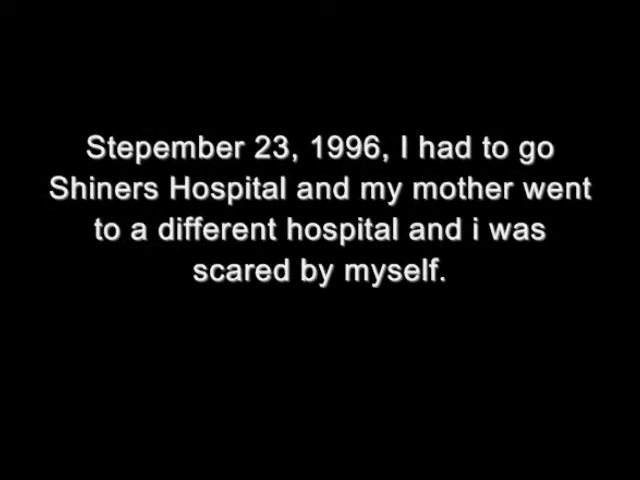 Stepember 23, 1996, I had to go
Shiners Hospital and my mother went
to a different hospital and i was
scared by myself.